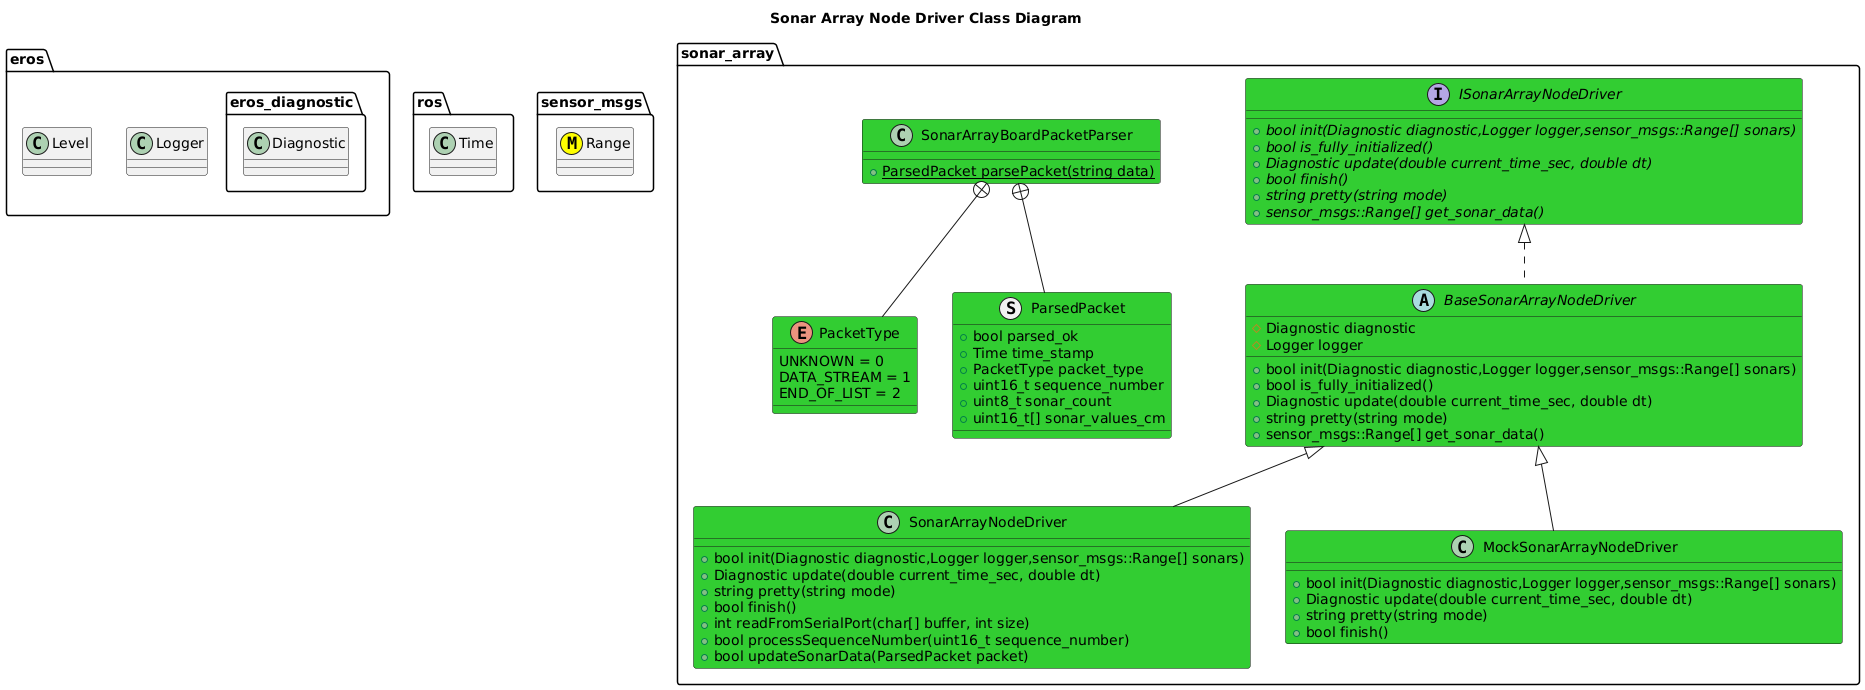 Sonar Array Node Driver Class Diagram
eros
C Level
C Logger
eros_diagnostic
C Diagnostic
ros
C Time
sensor_msgs
M Range
sonar_array
C SonarArrayBoardPacketParser
ParsedPacket parsePacket(string data)
I ISonarArrayNodeDriver
bool init(Diagnostic diagnostic,Logger logger,sensor_msgs::Range[] sonars)
bool is_fully_initialized()
Diagnostic update(double current_time_sec, double dt)
bool finish()
string pretty(string mode)
sensor_msgs::Range[] get_sonar_data()
E PacketType
UNKNOWN = 0
DATA_STREAM = 1
END_OF_LIST = 2
S ParsedPacket
bool parsed_ok
Time time_stamp
PacketType packet_type
uint16_t sequence_number
uint8_t sonar_count
uint16_t[] sonar_values_cm
A BaseSonarArrayNodeDriver
Diagnostic diagnostic
Logger logger
bool init(Diagnostic diagnostic,Logger logger,sensor_msgs::Range[] sonars)
bool is_fully_initialized()
Diagnostic update(double current_time_sec, double dt)
string pretty(string mode)
sensor_msgs::Range[] get_sonar_data()
C SonarArrayNodeDriver
bool init(Diagnostic diagnostic,Logger logger,sensor_msgs::Range[] sonars)
Diagnostic update(double current_time_sec, double dt)
string pretty(string mode)
bool finish()
int readFromSerialPort(char[] buffer, int size)
bool processSequenceNumber(uint16_t sequence_number)
bool updateSonarData(ParsedPacket packet)
C MockSonarArrayNodeDriver
bool init(Diagnostic diagnostic,Logger logger,sensor_msgs::Range[] sonars)
Diagnostic update(double current_time_sec, double dt)
string pretty(string mode)
bool finish()